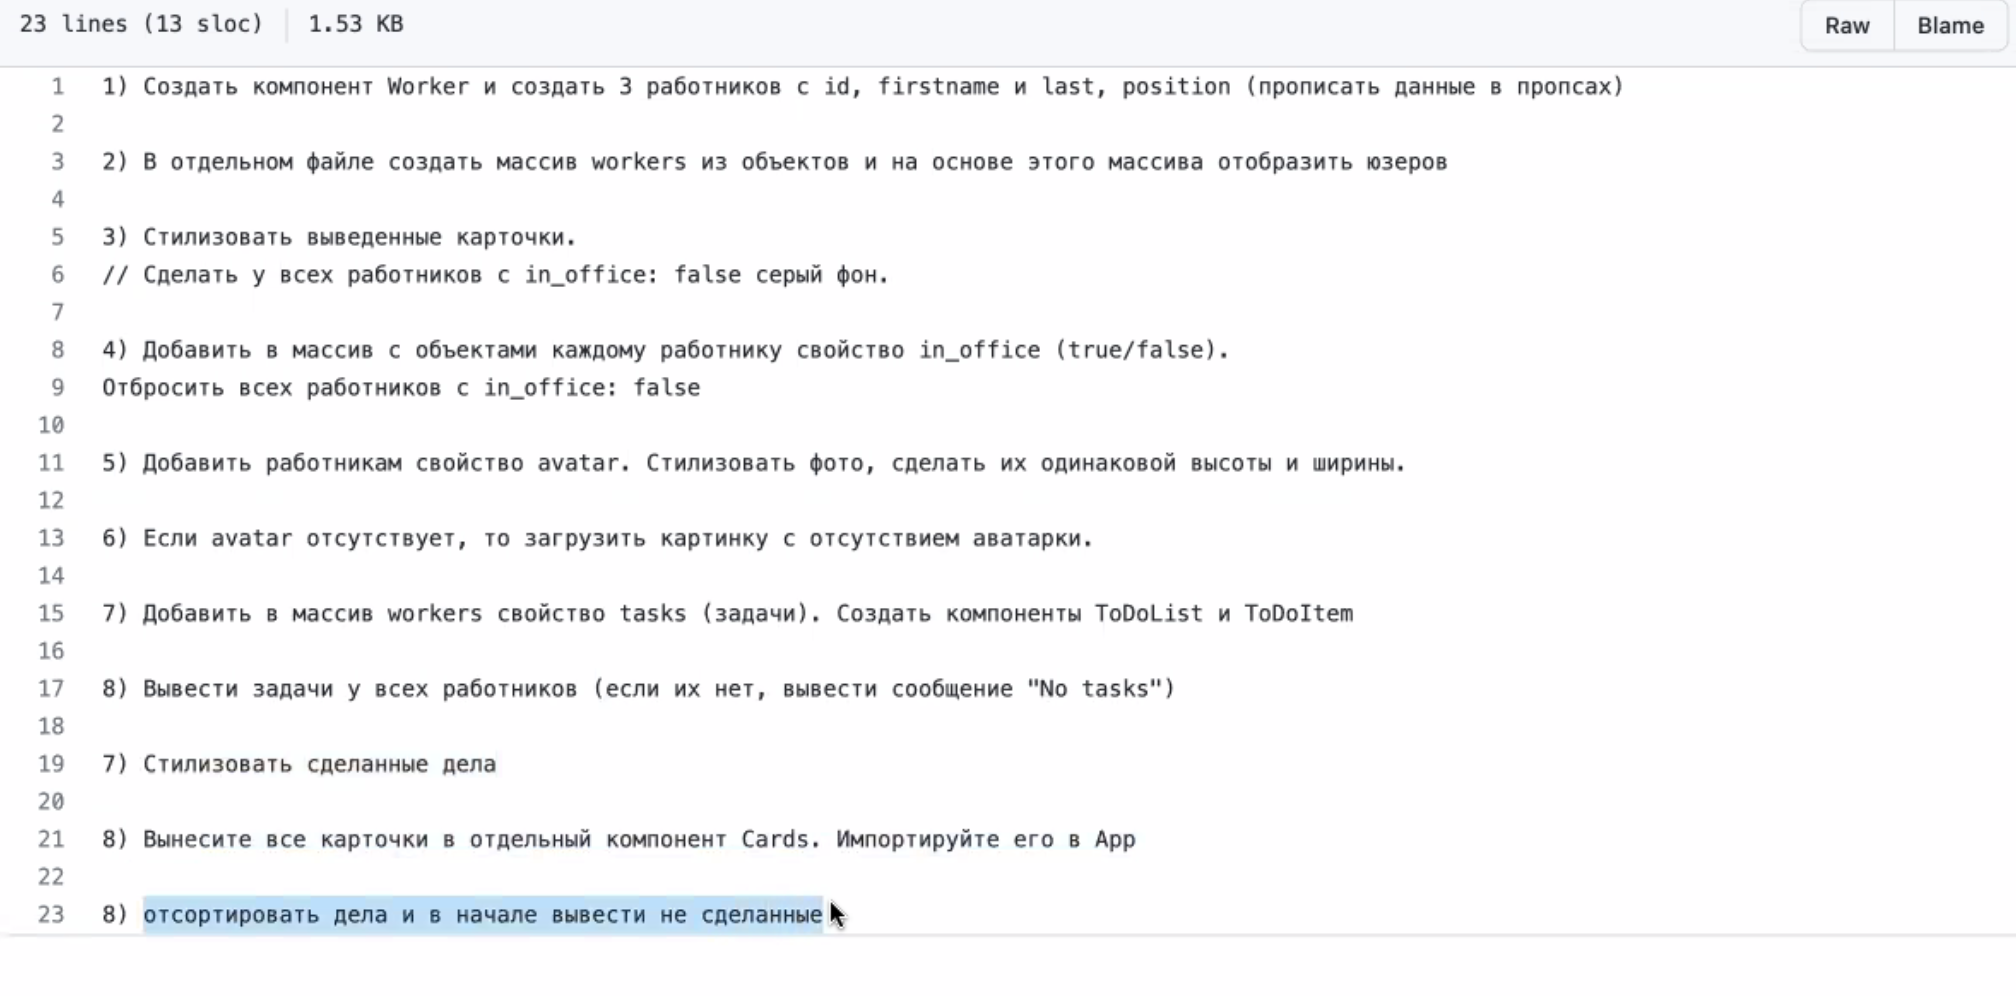 23 lines (13 sloc) 1.53 KB Raw Blame
1 1) Создать компонент Worker и создать 3 работников с id, firstname и last, position (прописать данные в пропсах)
2
3 2) В отдельном файле создать массив workers из объектов и на основе этого массива отобразить юзеров
4
5 3) Стилизовать выведенные карточки.
6 // Сделать у всех работников с in_office: false серый фон.
7
8 4) Добавить в массив с объектами каждому работнику свойство in_office (true/false).
9 Отбросить всех работников с in_office: false
10
11 5) Добавить работникам свойство avatar. Стилизовать фото, сделать их одинаковой высоты и ширины.
12
13 6) Если avatar отсутствует, то загрузить картинку с отсутствием аватарки.
14
15 7) Добавить в массив workers свойство tasks (задачи). Создать компоненты ToDoList и ToDoItem
16
17 8) Вывести задачи у всех работников (если их нет, вывести сообщение "No tasks")
18
19 7) Стилизовать сделанные дела
20
21 8) Вынесите все карточки в отдельный компонент Cards. Импортируйте его в App
22
23 8) отсортировать дела и в начале вывести не сделанные